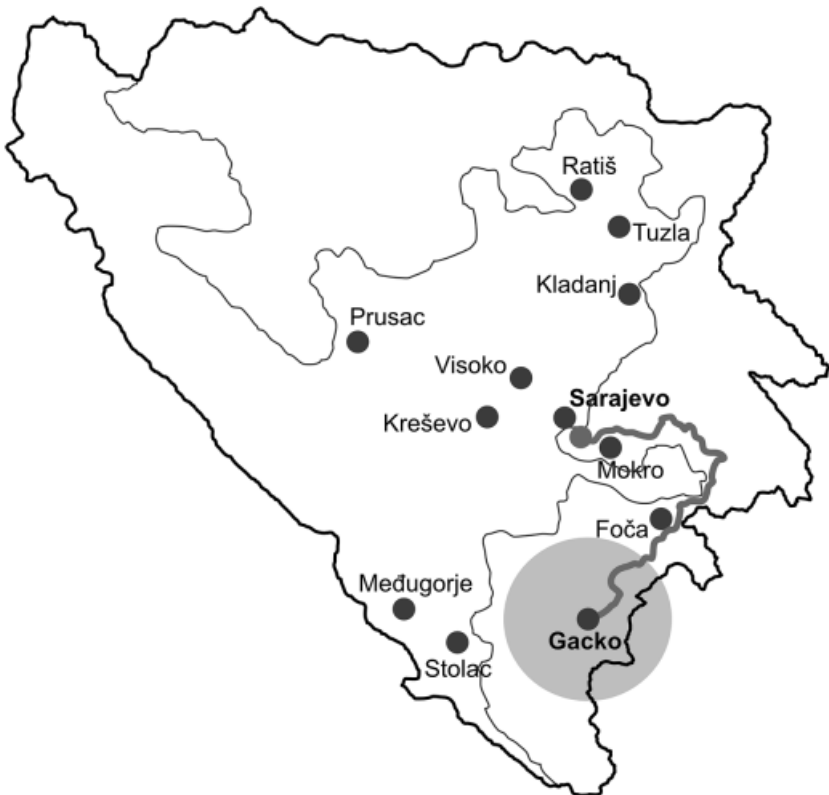 Ratiš
Tuzla
Kladanj
Prusac
Visoko
Sarajevo
Kreševo
Mokro
Foča
Međugorje
Gacko
Stolac